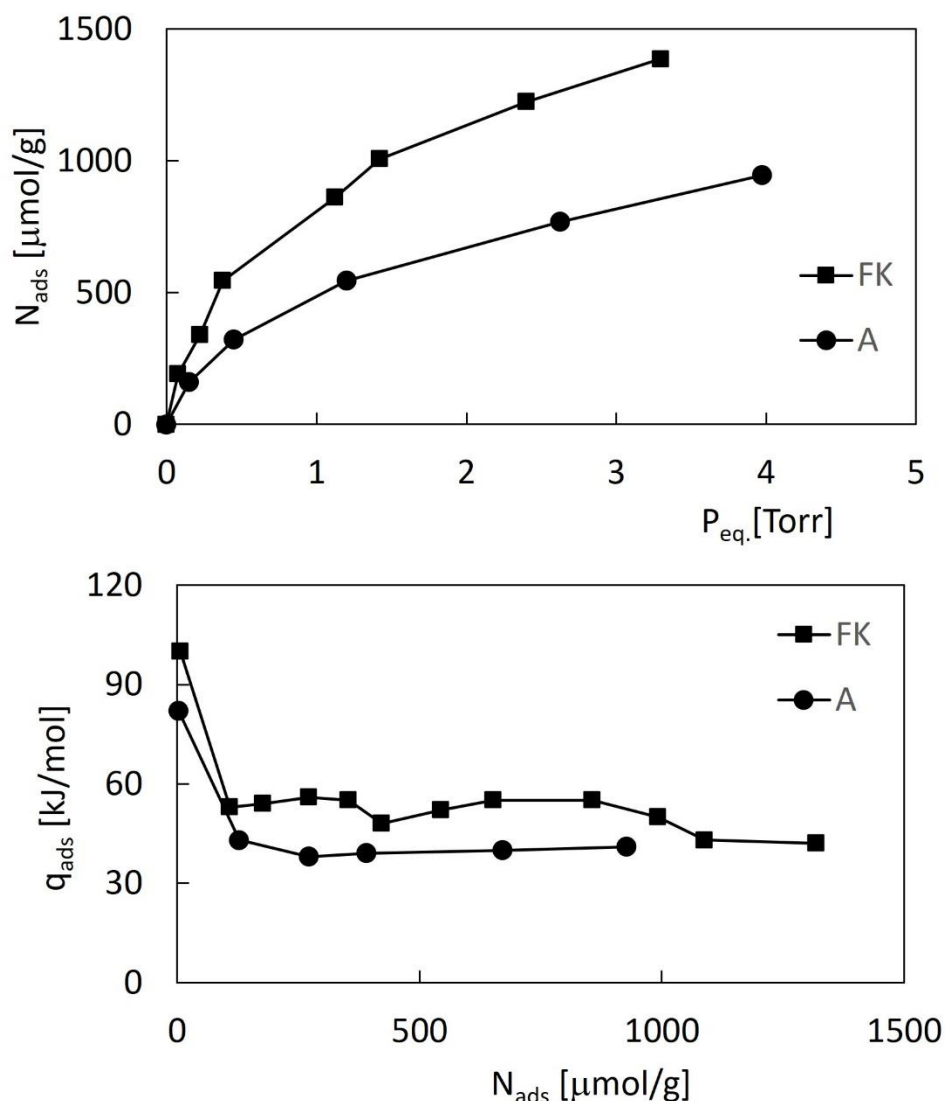 1500
1000
500
0
N_ads [μmol/g]
FK
A
0 1 2 3 4 5
P_eq.[Torr]
120
90
60
30
0
q_ads [kJ/mol]
FK
A
0 500 1000 1500
N_ads [μmol/g]